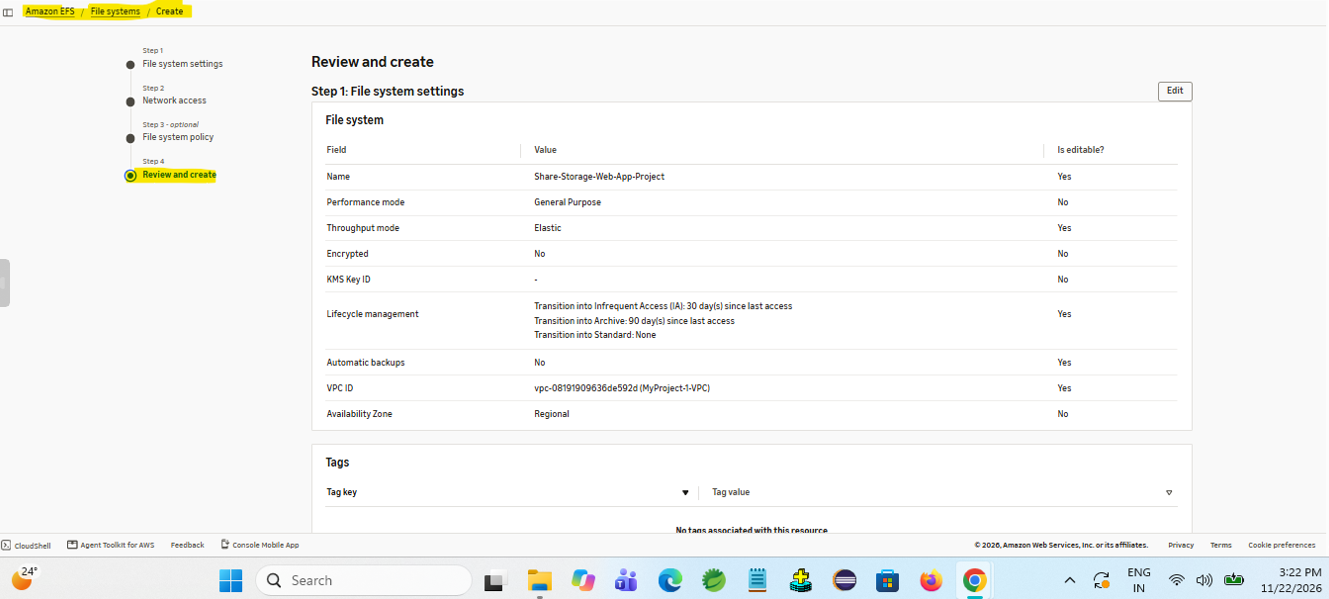 Amazon EFS / File systems / Create
Step 1
File system settings
Step 2
Network access
Step 3 - optional
File system policy
Step 4
Review and create
Review and create
Step 1: File system settings
Edit
File system
Field Value Is editable?
Name Share-Storage-Web-App-Project Yes
Performance mode General Purpose No
Throughput mode Elastic Yes
Encrypted No No
KMS Key ID - No
Lifecycle management Transition into Infrequent Access (IA): 30 day(s) since last access Yes
Transition into Archive: 90 day(s) since last access
Transition into Standard: None
Automatic backups No Yes
VPC ID vpc-08191909636de592d (MyProject-1-VPC) Yes
Availability Zone Regional No
Tags
Tag key Tag value
No tags associated with this resource
CloudShell Agent Toolkit for AWS Feedback Console Mobile App © 2026, Amazon Web Services, Inc. or its affiliates. Privacy Terms Cookie preferences
24°
Search
ENG
IN
3:22 PM
11/22/2026